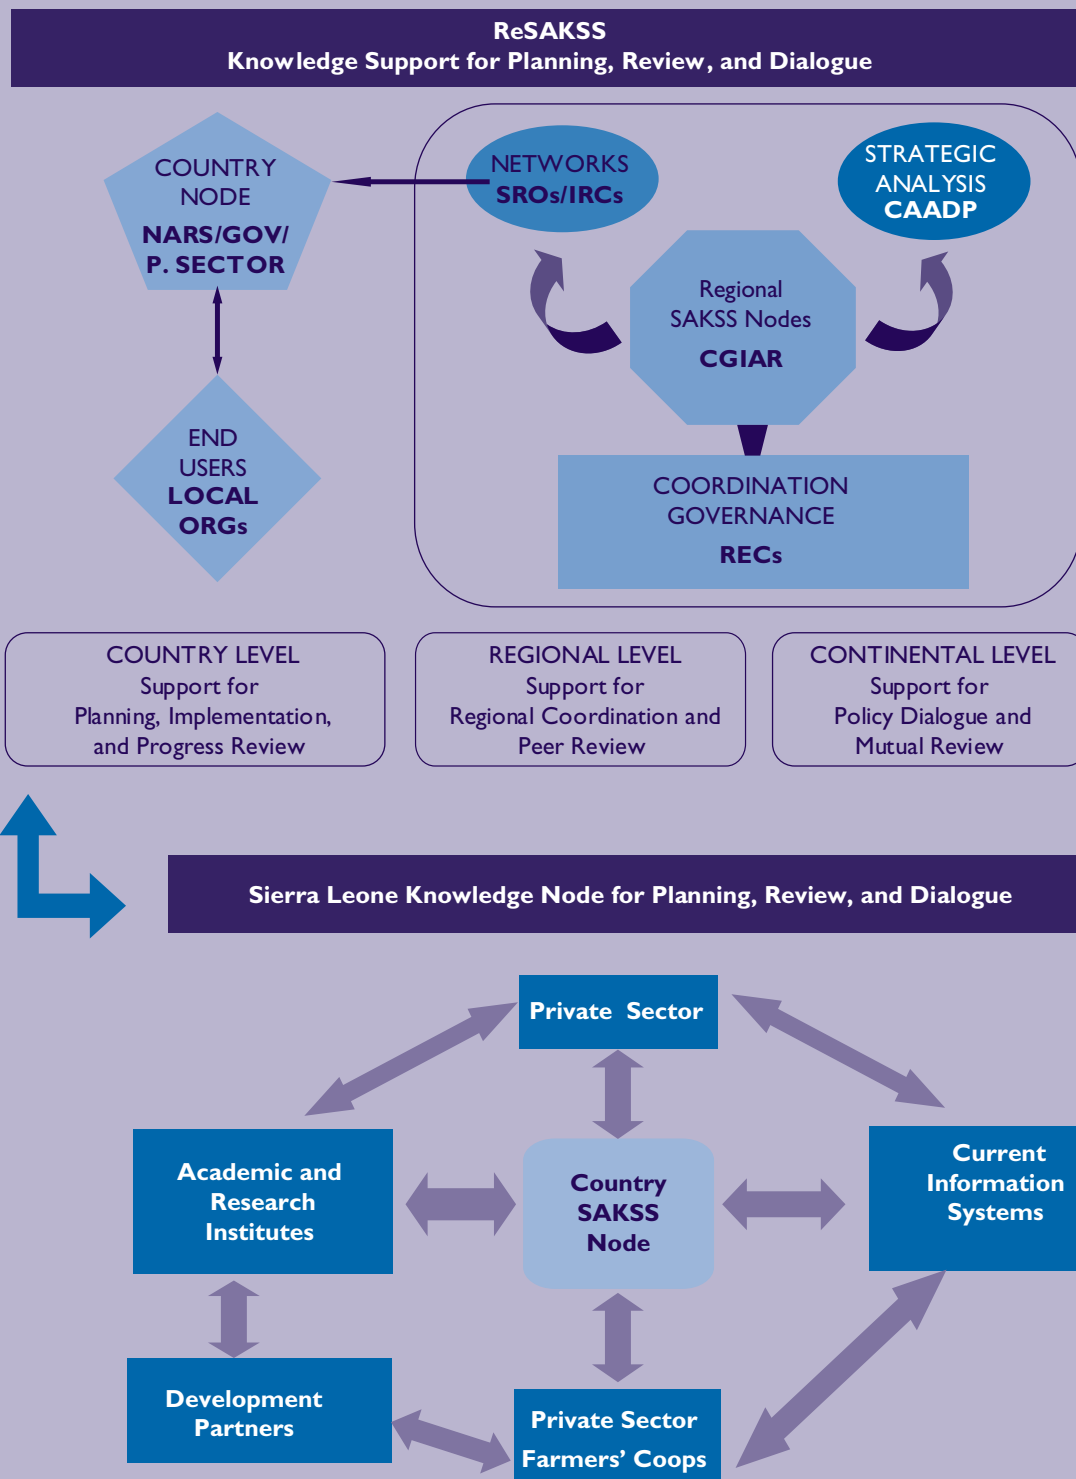 ReSAKSS
Knowledge Support for Planning, Review, and Dialogue
COUNTRY
NODE
NARS/GOV/
P. SECTOR
NETWORKS
SROs/IRCs
STRATEGIC
ANALYSIS
CAADP
Regional
SAKSS Nodes
CGIAR
END
USERS
LOCAL
ORGs
COORDINATION
GOVERNANCE
RECs
COUNTRY LEVEL
Support for
Planning, Implementation,
and Progress Review
REGIONAL LEVEL
Support for
Regional Coordination and
Peer Review
CONTINENTAL LEVEL
Support for
Policy Dialogue and
Mutual Review
Sierra Leone Knowledge Node for Planning, Review, and Dialogue
Private Sector
Academic and
Research
Institutes
Country
SAKSS
Node
Current
Information
Systems
Development
Partners
Private Sector
Farmers’ Coops